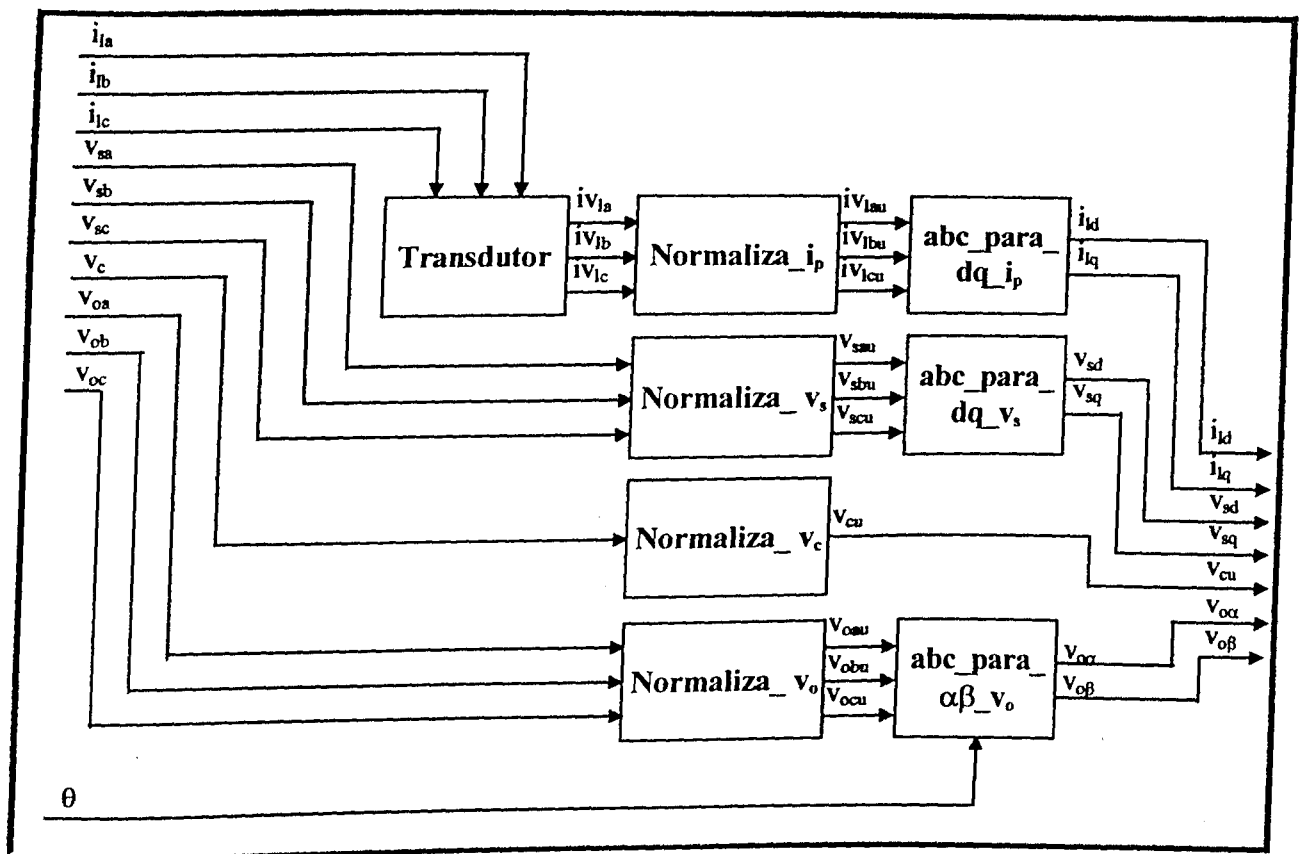 i_la
i_lb
i_lc
v_sa
v_sb
v_sc
v_c
v_oa
v_ob
v_oc
Transdutor
iv_la
iv_lb
iv_lc
Normaliza_i_p
iv_lau
iv_lbu
iv_lcu
abc_para_
dq_i_p
i_ld
i_lq
Normaliza_ v_s
v_sau
v_sbu
v_scu
abc_para_
dq_v_s
v_sd
v_sq
Normaliza_ v_c
v_cu
Normaliza_ v_o
v_oau
v_obu
v_ocu
abc_para_
αβ_v_o
v_oα
v_oβ
i_ld
i_lq
v_sd
v_sq
v_cu
v_oα
v_oβ
θ